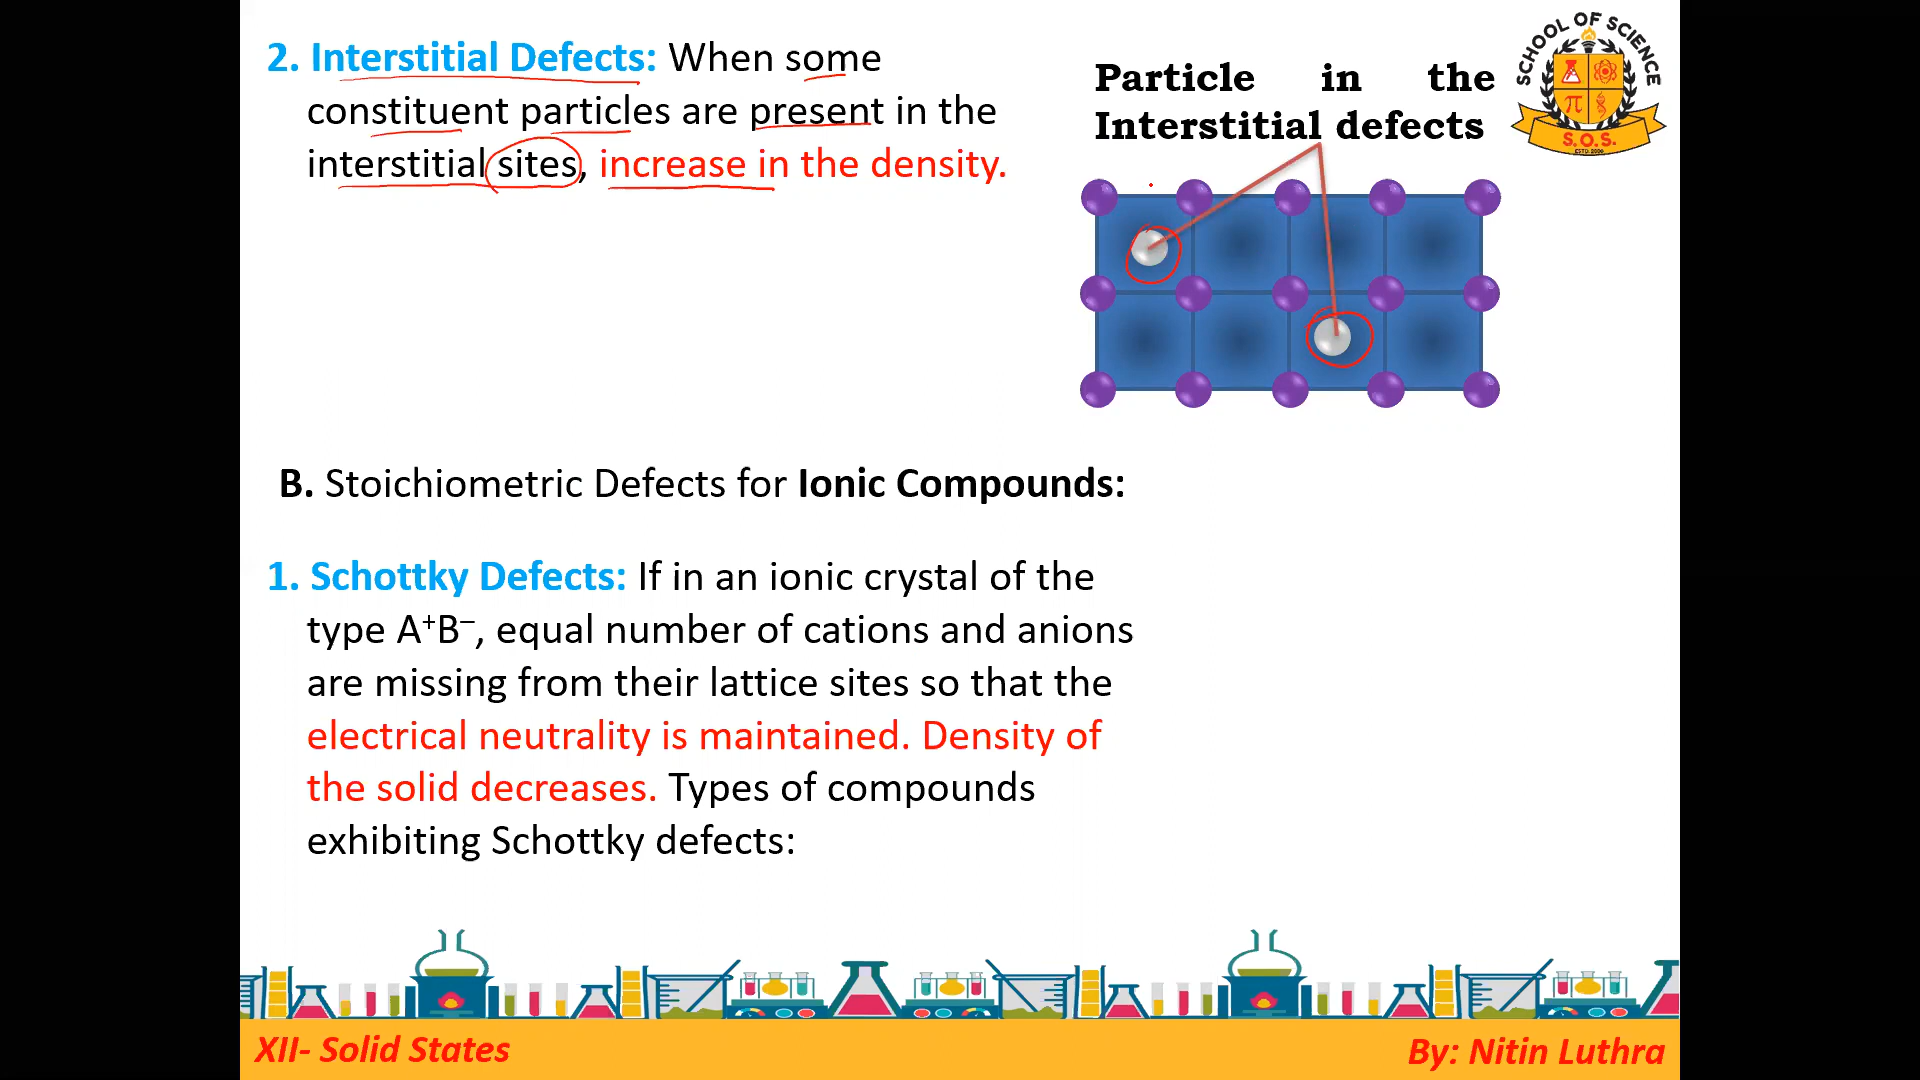 2. Interstitial Defects: When some
constituent particles are present in the
interstitial sites, increase in the density.
Particle in the
Interstitial defects
SCHOOL OF SCIENCE
π
S.O.S.
ESTD. 2006
B. Stoichiometric Defects for Ionic Compounds:
1. Schottky Defects: If in an ionic crystal of the
type A⁺B⁻, equal number of cations and anions
are missing from their lattice sites so that the
electrical neutrality is maintained. Density of
the solid decreases. Types of compounds
exhibiting Schottky defects:
XII- Solid States
By: Nitin Luthra